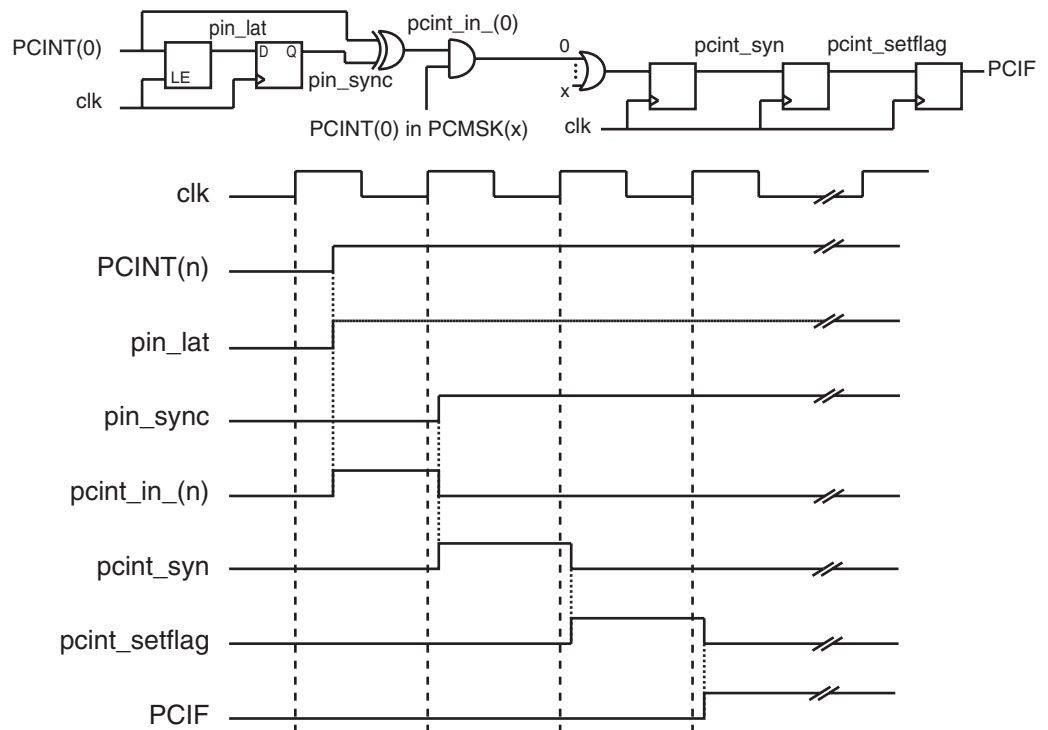 PCINT(0)
pin_lat
LE
D Q
pin_sync
clk
pcint_in_(0)
PCINT(0) in PCMSK(x)
0
x
clk
pcint_syn
pcint_setflag
PCIF
clk
PCINT(n)
pin_lat
pin_sync
pcint_in_(n)
pcint_syn
pcint_setflag
PCIF